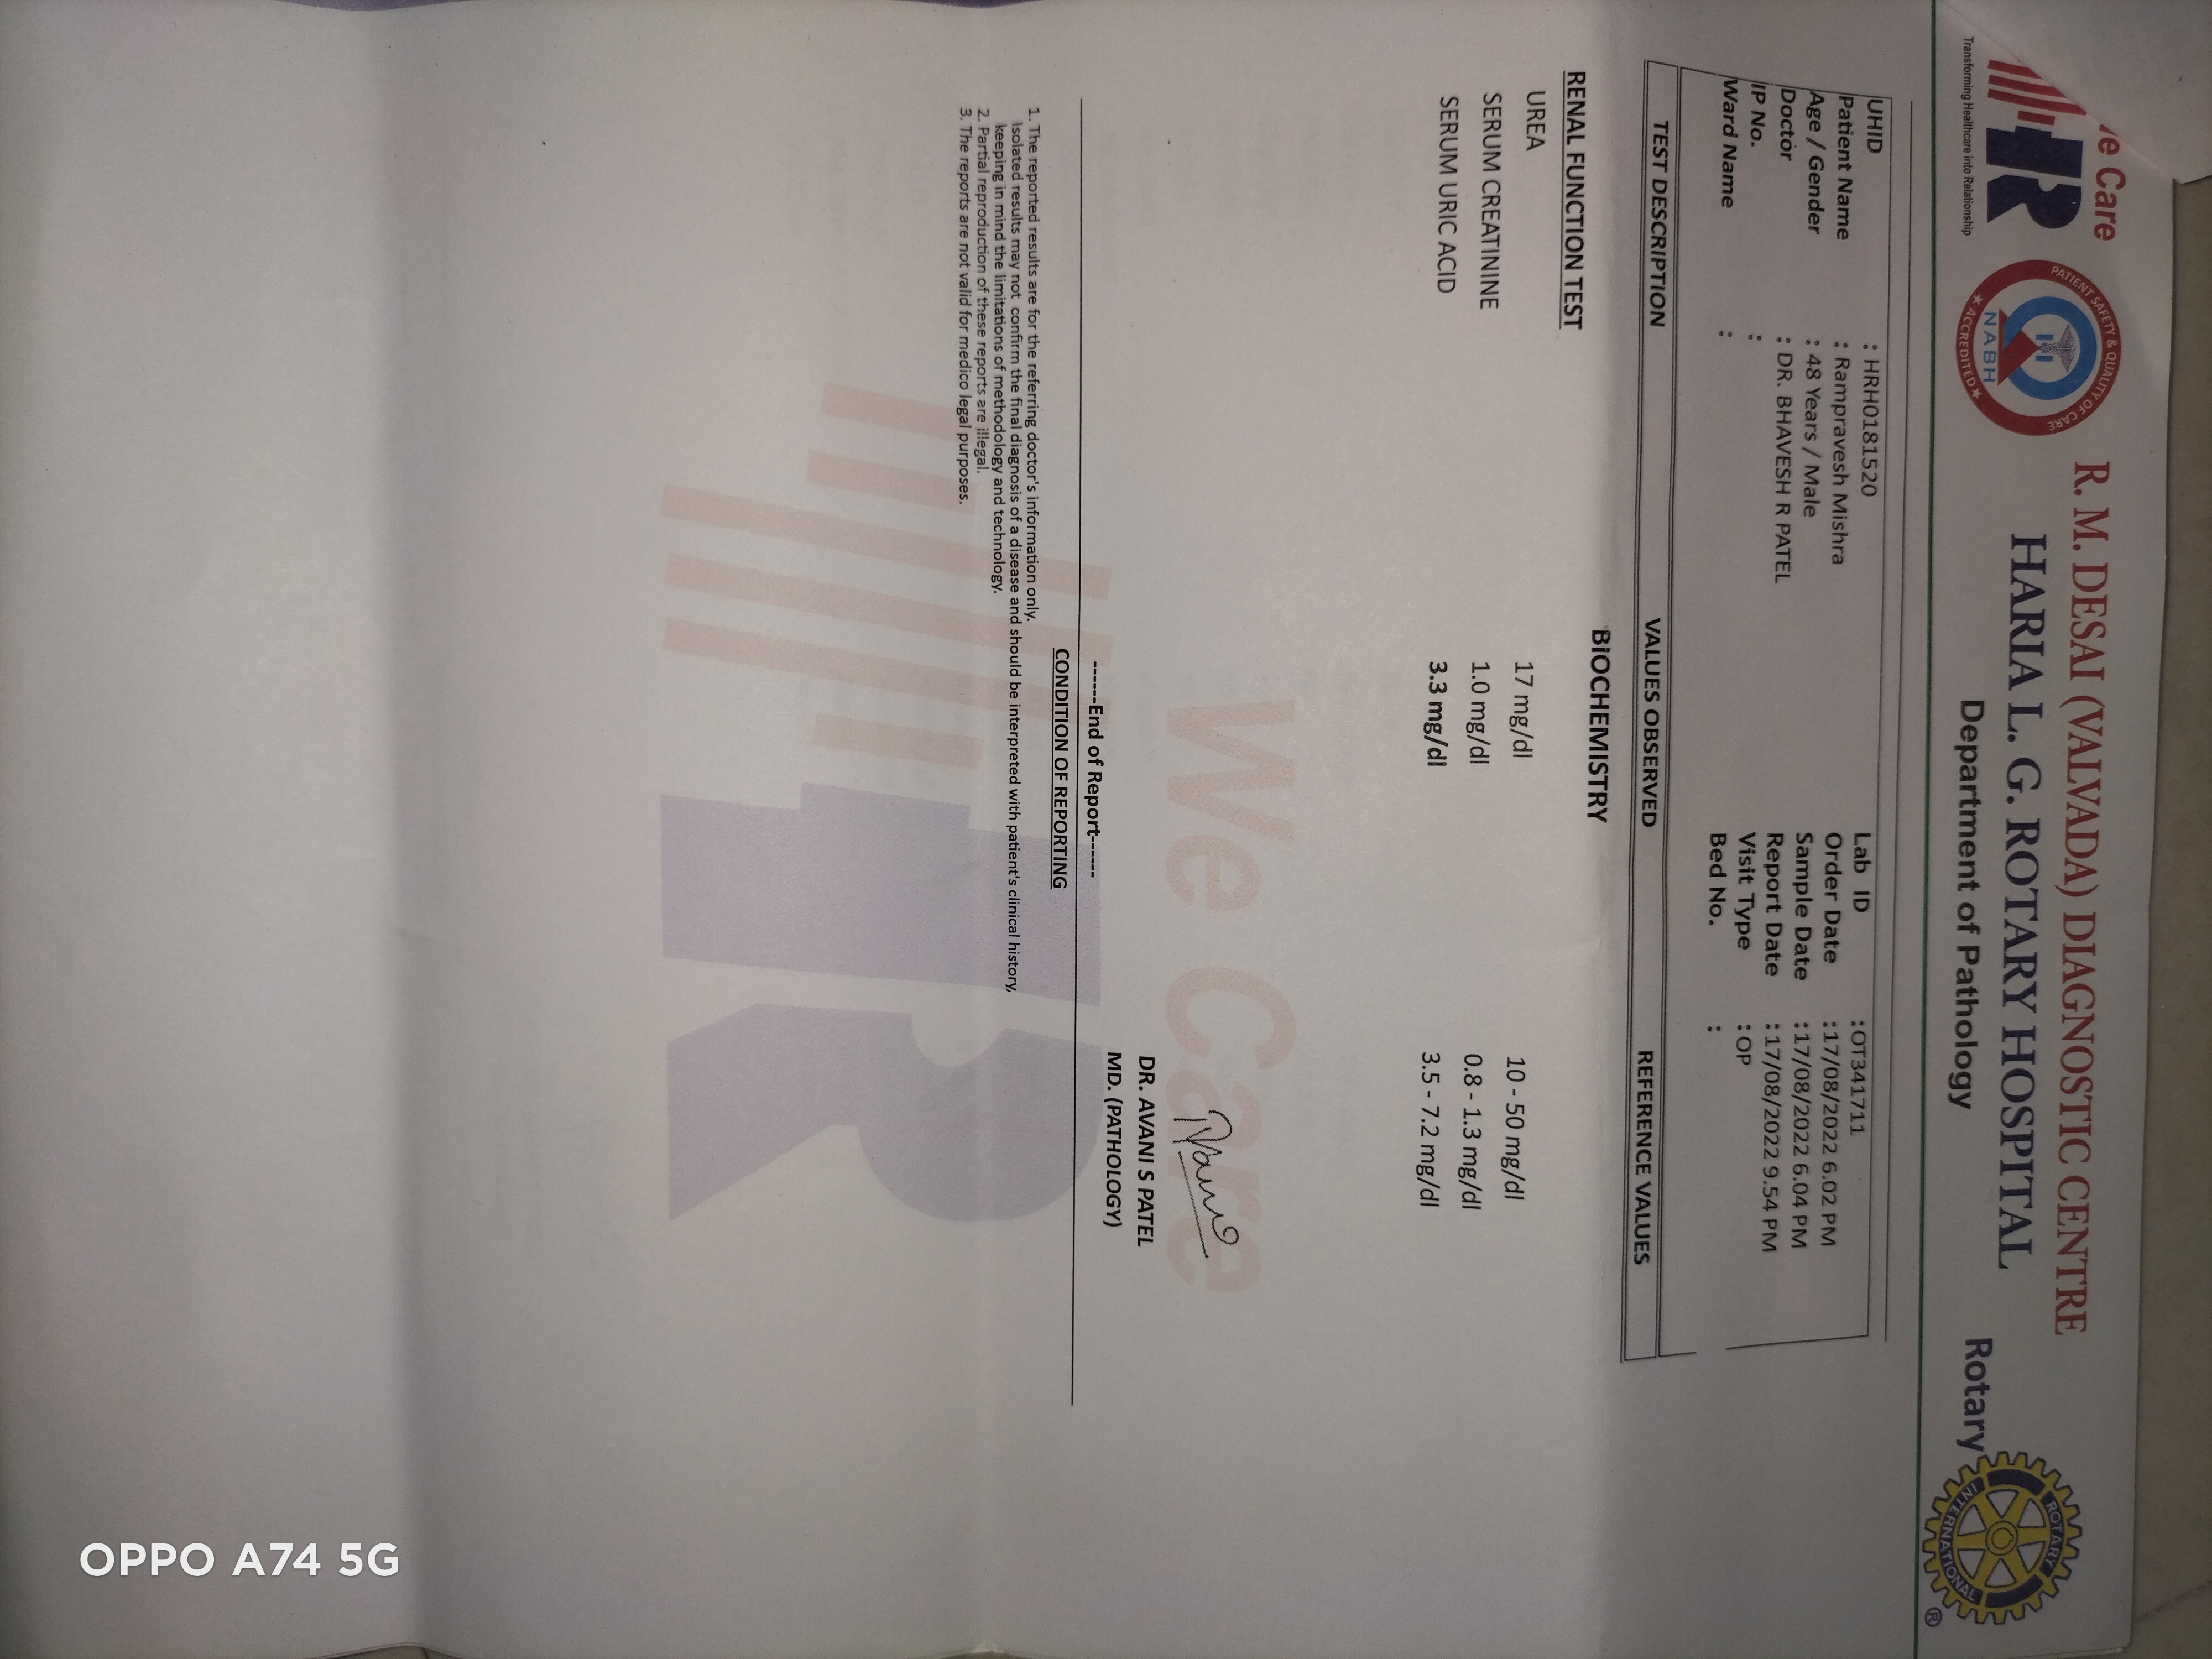 We Care
Transforming Healthcare into Relationship
PATIENT SAFETY & QUALITY OF CARE
NABH
★ ACCREDITED ★
R. M. DESAI (VALVADA) DIAGNOSTIC CENTRE
HARIA L. G. ROTARY HOSPITAL
Department of Pathology
Rotary
ROTARY
INTERNATIONAL
®
UHID : HRH0181520 Lab ID :OT341711
Patient Name : Rampravesh Mishra Order Date :17/08/2022 6.02 PM
Age / Gender : 48 Years / Male Sample Date :17/08/2022 6.04 PM
Doctor : DR. BHAVESH R PATEL Report Date :17/08/2022 9.54 PM
IP No. : Visit Type :OP
Ward Name : Bed No. :
TEST DESCRIPTION VALUES OBSERVED REFERENCE VALUES
BIOCHEMISTRY
RENAL FUNCTION TEST
UREA 17 mg/dl 10 - 50 mg/dl
SERUM CREATININE 1.0 mg/dl 0.8 - 1.3 mg/dl
SERUM URIC ACID 3.3 mg/dl 3.5 - 7.2 mg/dl
We Care
DR. AVANI S PATEL
MD. (PATHOLOGY)
------End of Report------
CONDITION OF REPORTING
1. The reported results are for the referring doctor's information only.
Isolated results may not confirm the final diagnosis of a disease and should be interpreted with patient's clinical history,
keeping in mind the limitations of methodology and technology.
2. Partial reproduction of these reports are illegal.
3. The reports are not valid for medico legal purposes.
OPPO A74 5G